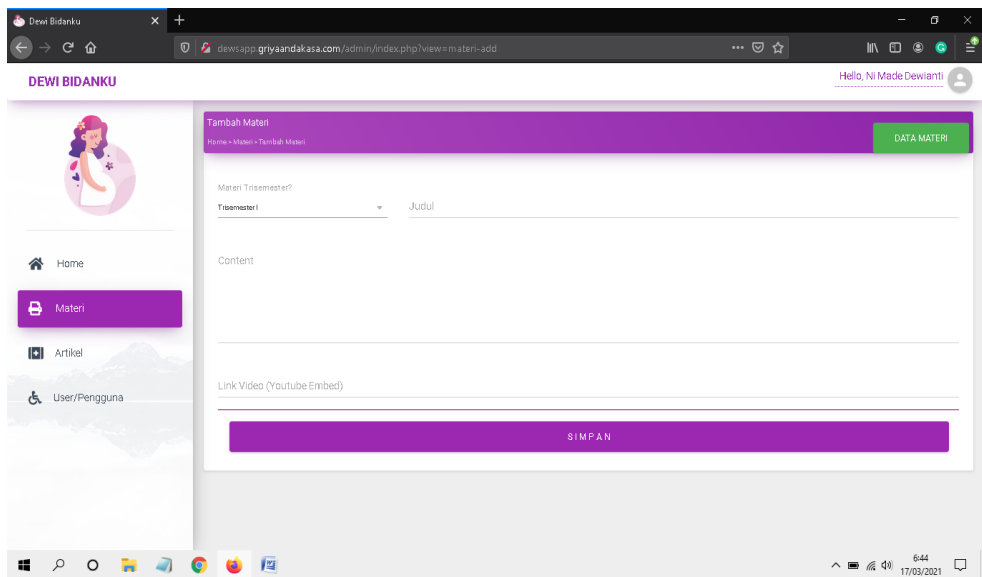 Dewi Bidanku
dewsapp.griyaandakasa.com/admin/index.php?view=materi-add
DEWI BIDANKU
Hello, Ni Made Dewianti
Tambah Materi
Home > Materi > Tambah Materi
DATA MATERI
Materi Trisemester?
Trisemester I
Judul
Home
Content
Materi
Artikel
Link Video (Youtube Embed)
User/Pengguna
SIMPAN
6:44
17/03/2021